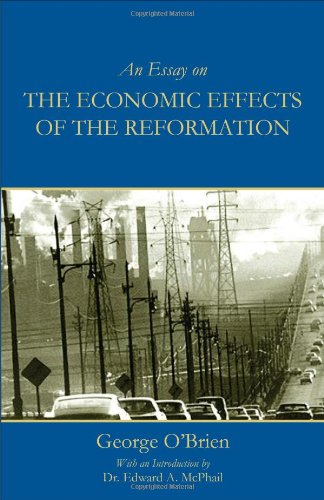 An Essay on
THE ECONOMIC EFFECTS
OF THE REFORMATION
George O'Brien
With an Introduction by
Dr. Edward A. McPhail